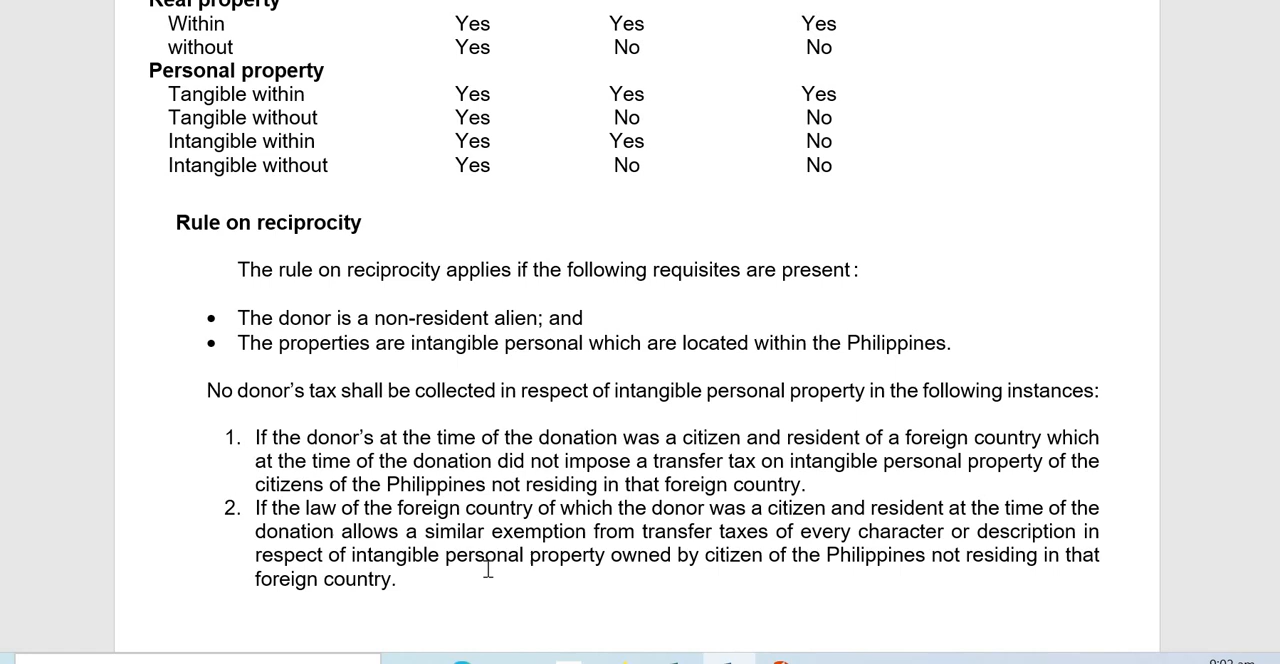 Real property
Within Yes Yes Yes
without Yes No No
Personal property
Tangible within Yes Yes Yes
Tangible without Yes No No
Intangible within Yes Yes No
Intangible without Yes No No
Rule on reciprocity
The rule on reciprocity applies if the following requisites are present:
• The donor is a non-resident alien; and
• The properties are intangible personal which are located within the Philippines.
No donor’s tax shall be collected in respect of intangible personal property in the following instances:
1. If the donor’s at the time of the donation was a citizen and resident of a foreign country which
at the time of the donation did not impose a transfer tax on intangible personal property of the
citizens of the Philippines not residing in that foreign country.
2. If the law of the foreign country of which the donor was a citizen and resident at the time of the
donation allows a similar exemption from transfer taxes of every character or description in
respect of intangible personal property owned by citizen of the Philippines not residing in that
foreign country.